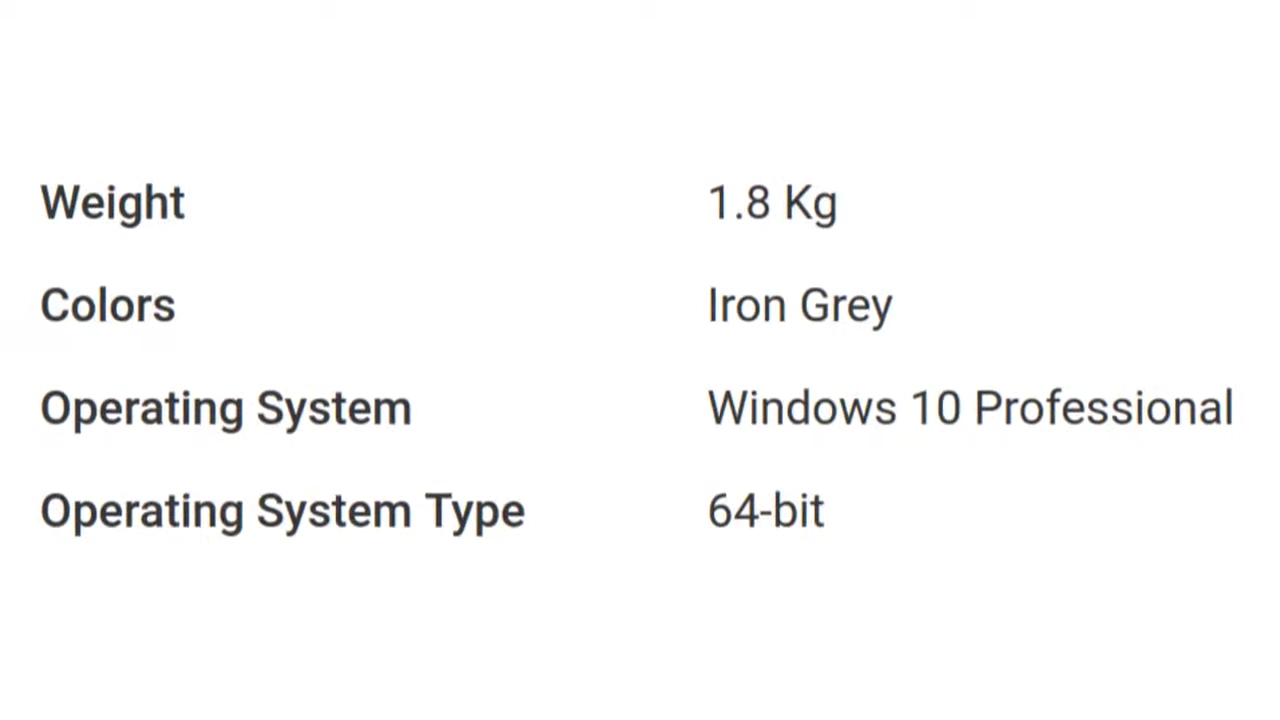 Weight 1.8 Kg
Colors Iron Grey
Operating System Windows 10 Professional
Operating System Type 64-bit